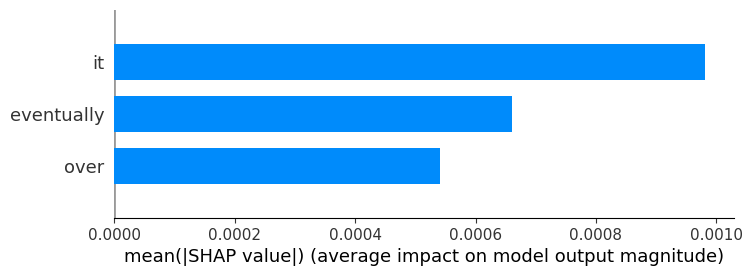 it
eventually
over
0.0000 0.0002 0.0004 0.0006 0.0008 0.0010
mean(|SHAP value|) (average impact on model output magnitude)